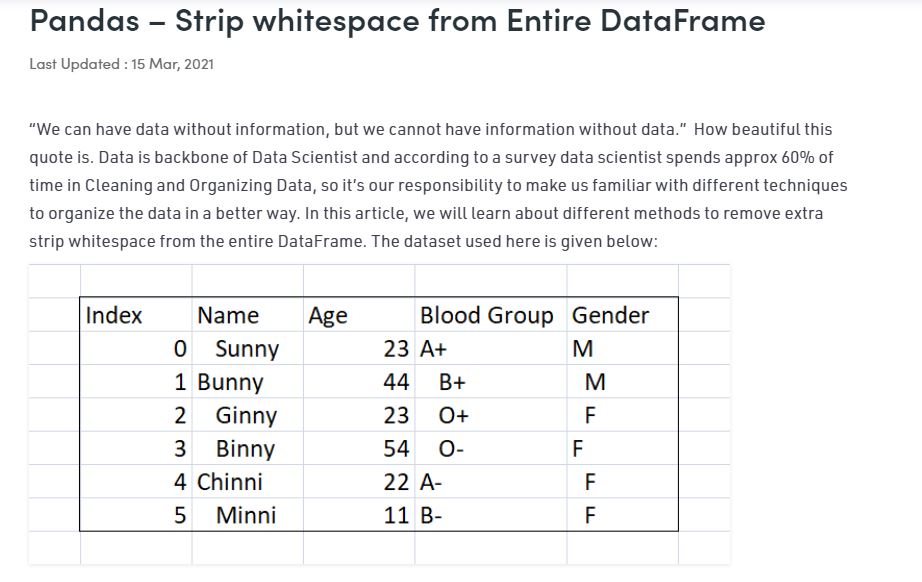 Pandas – Strip whitespace from Entire DataFrame
Last Updated : 15 Mar, 2021
“We can have data without information, but we cannot have information without data.” How beautiful this
quote is. Data is backbone of Data Scientist and according to a survey data scientist spends approx 60% of
time in Cleaning and Organizing Data, so it’s our responsibility to make us familiar with different techniques
to organize the data in a better way. In this article, we will learn about different methods to remove extra
strip whitespace from the entire DataFrame. The dataset used here is given below:
Index Name Age Blood Group Gender
0 Sunny 23 A+ M
1 Bunny 44 B+ M
2 Ginny 23 O+ F
3 Binny 54 O- F
4 Chinni 22 A- F
5 Minni 11 B- F